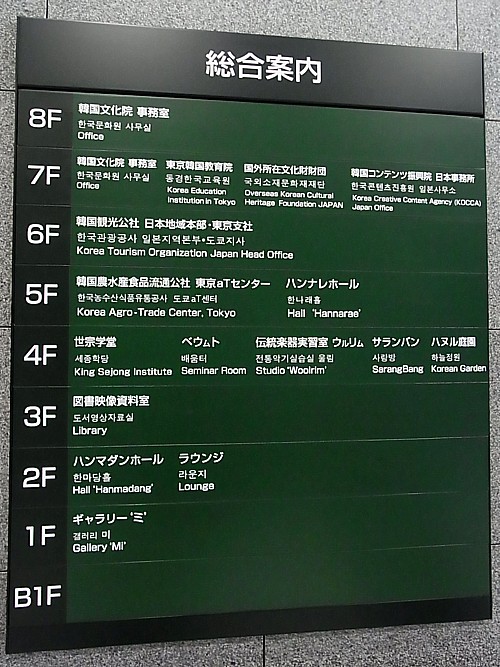 総合案内
8F
韓国文化院 事務室
한국문화원 사무실
Office
7F
韓国文化院 事務室
한국문화원 사무실
Office
東京韓国教育院
동경한국교육원
Korea Education
Institution in Tokyo
国外所在文化財財団
국외소재문화재재단
Overseas Korean Cultural
Heritage Foundation JAPAN
韓国コンテンツ振興院 日本事務所
한국콘텐츠진흥원 일본사무소
Korea Creative Content Agency (KOCCA)
Japan Office
6F
韓国観光公社 日本地域本部・東京支社
한국관광공사 일본지역본부・도쿄지사
Korea Tourism Organization Japan Head Office
5F
韓国農水産食品流通公社 東京aTセンター
한국농수산식품유통공사 도쿄aT센터
Korea Agro-Trade Center, Tokyo
ハンナレホール
한나래홀
Hall 'Hannarae'
4F
世宗学堂
세종학당
King Sejong Institute
ベウムト
배움터
Seminar Room
伝統楽器実習室 ウルリム
전통악기실습실 울림
Studio 'Woolrim'
サランバン
사랑방
SarangBang
ハヌル庭園
하늘정원
Korean Garden
3F
図書映像資料室
도서영상자료실
Library
2F
ハンマダンホール
한마당홀
Hall 'Hanmadang'
ラウンジ
라운지
Lounge
1F
ギャラリー'ミ'
갤러리 미
Gallery 'Mi'
B1F